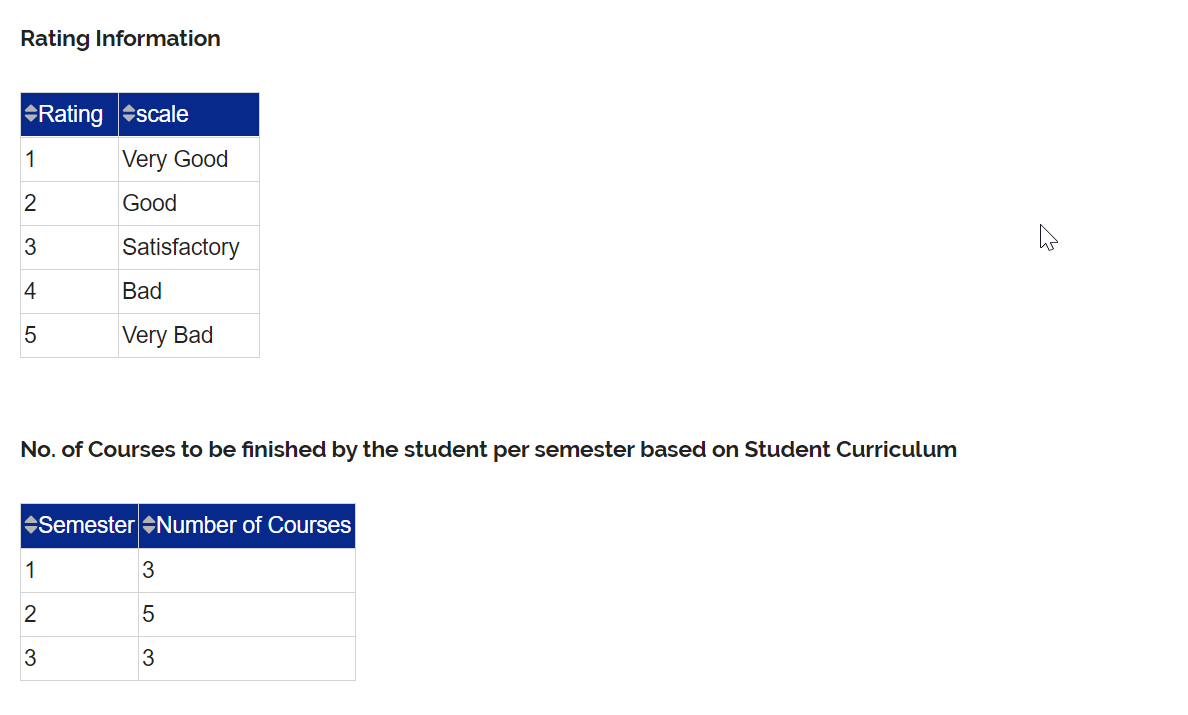 Rating Information
Rating scale
1 Very Good
2 Good
3 Satisfactory
4 Bad
5 Very Bad
No. of Courses to be finished by the student per semester based on Student Curriculum
Semester Number of Courses
1 3
2 5
3 3